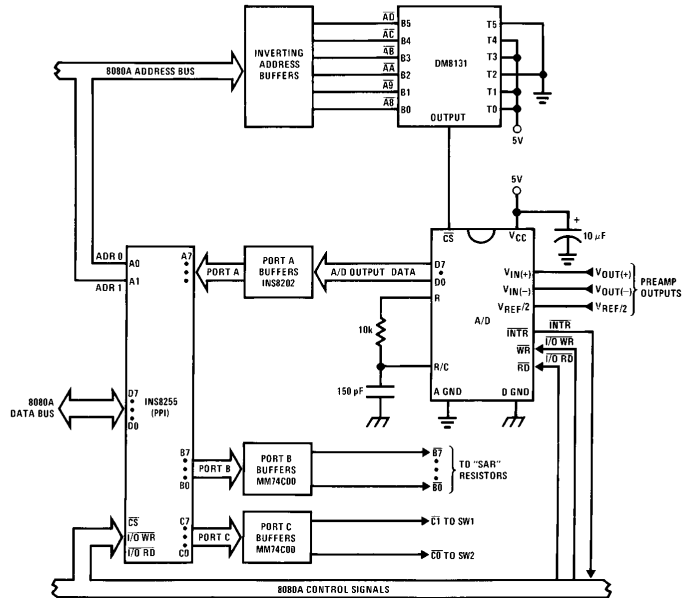 8080A ADDRESS BUS
INVERTING
ADDRESS
BUFFERS
AD
AC
AB
AA
A9
A8
B5
B4
B3
B2
B1
B0
DM8131
OUTPUT
T5
T4
T3
T2
T1
T0
5V
5V
+
10 μF
CS
VCC
D7
D0
R
R/C
A GND
D GND
A/D
VIN(+)
VIN(–)
VREF/2
INTR
WR
RD
VOUT(+)
VOUT(–)
VREF/2
PREAMP
OUTPUTS
INTR
I/O WR
I/O RD
10k
150 pF
A/D OUTPUT DATA
PORT A
BUFFERS
INS8202
PORT A
ADR 0
ADR 1
A0
A1
A7
D7
D0
8080A
DATA BUS
INS8255
(PPI)
B7
B0
PORT B
PORT B
BUFFERS
MM74C00
B7
B0
TO "SAR"
RESISTORS
CS
I/O WR
I/O RD
C7
C0
PORT C
PORT C
BUFFERS
MM74C00
C1 TO SW1
C0 TO SW2
8080A CONTROL SIGNALS